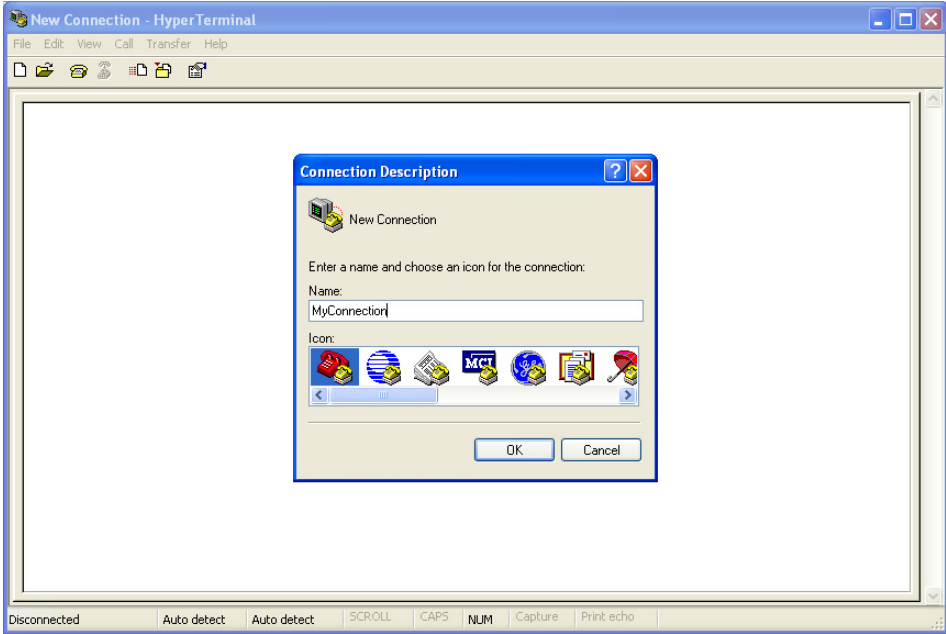 New Connection - HyperTerminal
File Edit View Call Transfer Help
Connection Description
New Connection
Enter a name and choose an icon for the connection:
Name:
MyConnection
Icon:
MCI
OK Cancel
Disconnected Auto detect Auto detect SCROLL CAPS NUM Capture Print echo